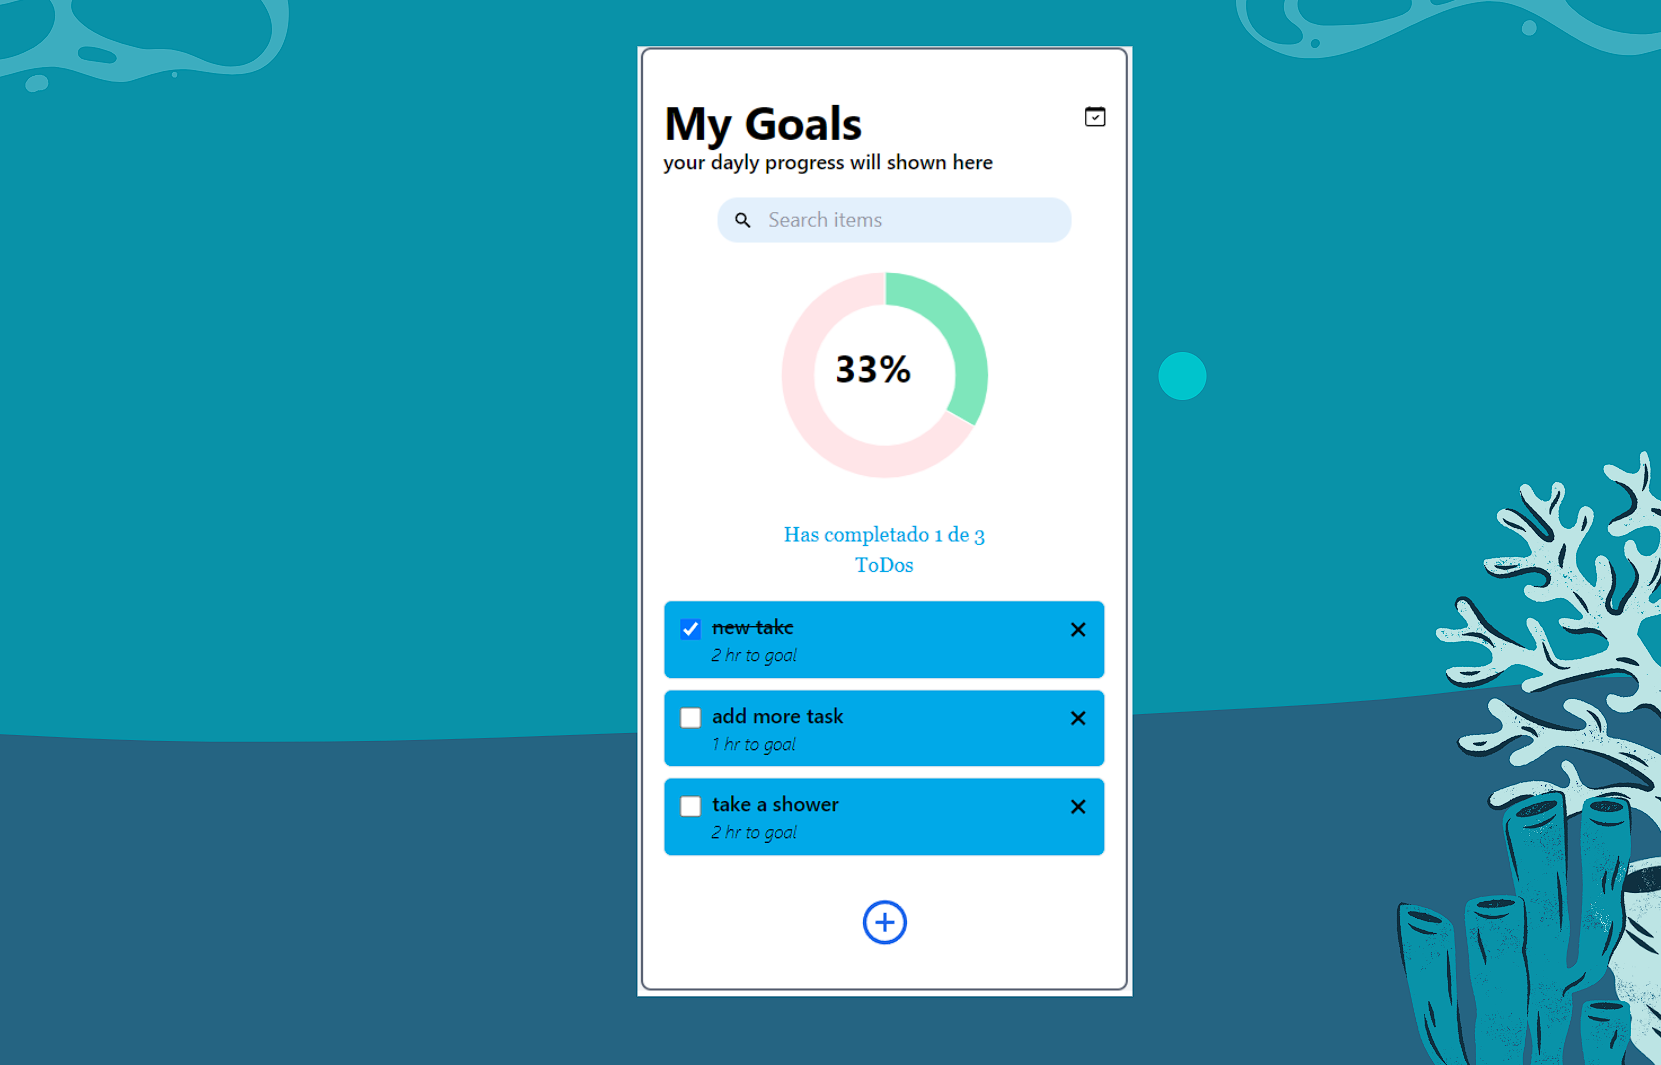 My Goals
your dayly progress will shown here
Search items
33%
Has completado 1 de 3
ToDos
new takc
2 hr to goal
add more task
1 hr to goal
take a shower
2 hr to goal